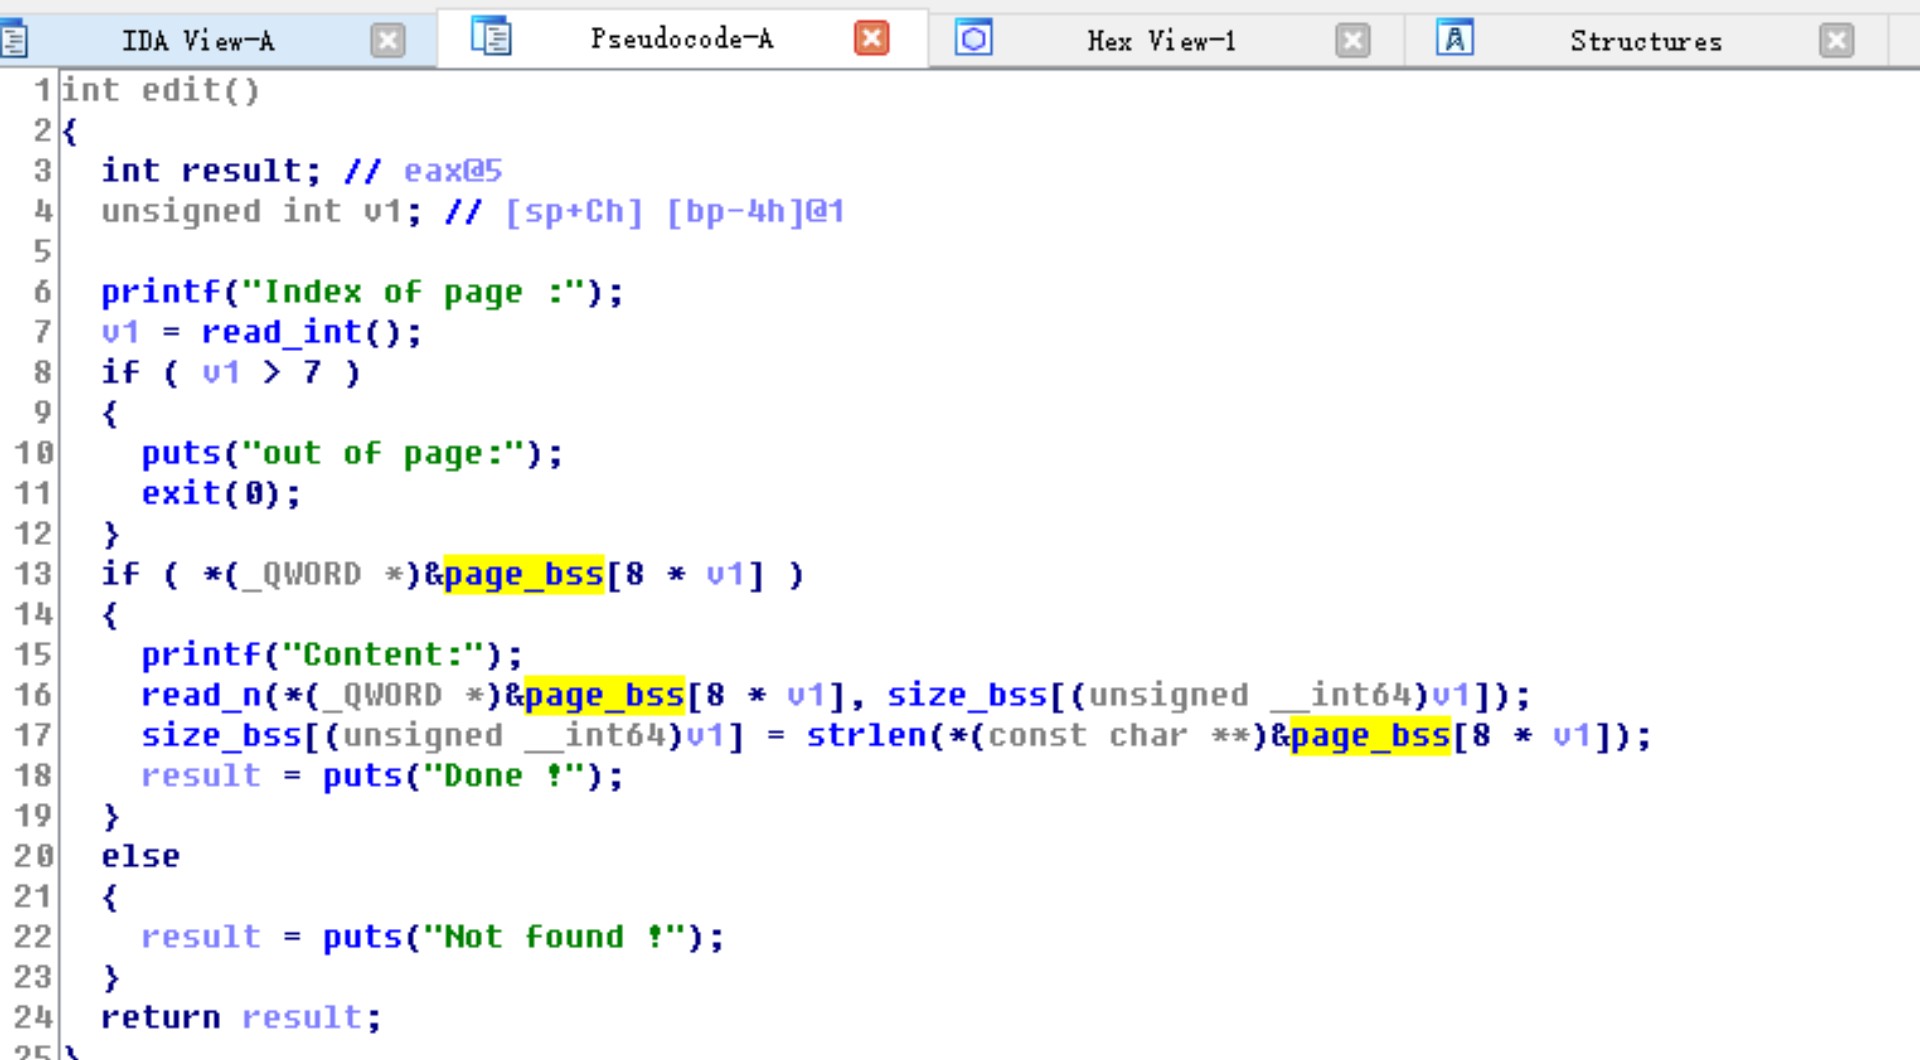 IDA View-A Pseudocode-A Hex View-1 Structures
1 int edit()
2 {
3 int result; // eax@5
4 unsigned int v1; // [sp+Ch] [bp-4h]@1
5
6 printf("Index of page :");
7 v1 = read_int();
8 if ( v1 > 7 )
9 {
10 puts("out of page:");
11 exit(0);
12 }
13 if ( *(_QWORD *)&page_bss[8 * v1] )
14 {
15 printf("Content:");
16 read_n(*(_QWORD *)&page_bss[8 * v1], size_bss[(unsigned __int64)v1]);
17 size_bss[(unsigned __int64)v1] = strlen(*(const char **)&page_bss[8 * v1]);
18 result = puts("Done !");
19 }
20 else
21 {
22 result = puts("Not found !");
23 }
24 return result;
25 }